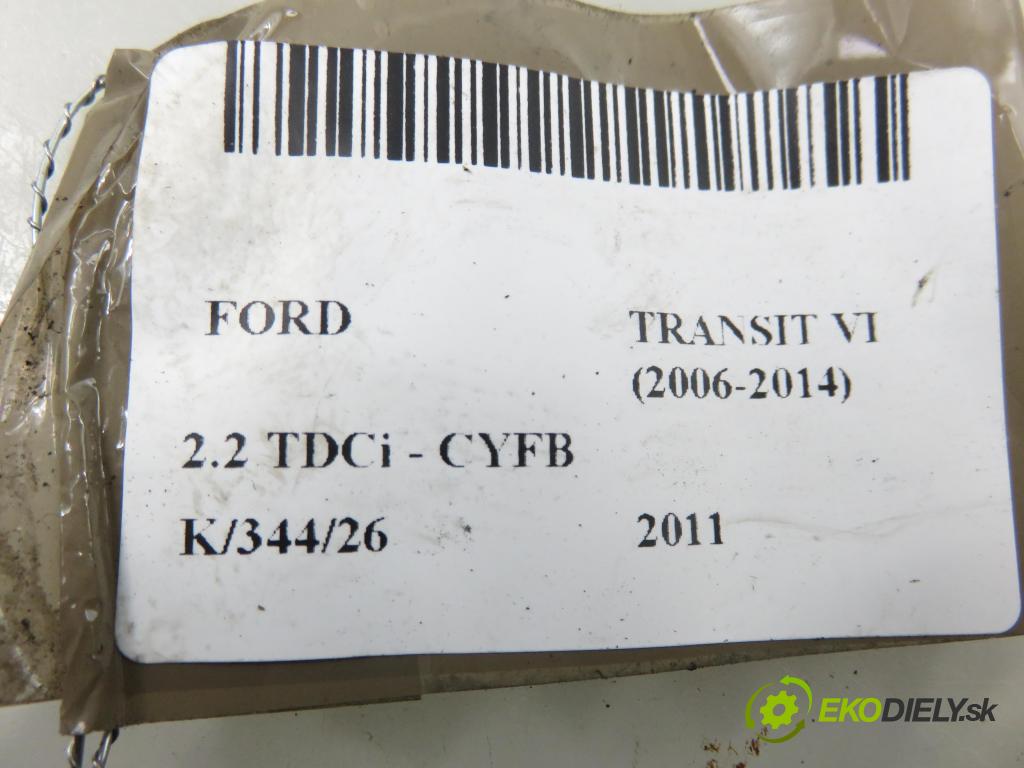 FORD
TRANSIT VI
(2006-2014)
2.2 TDCi - CYFB
K/344/26
2011
EKODIELY.sk